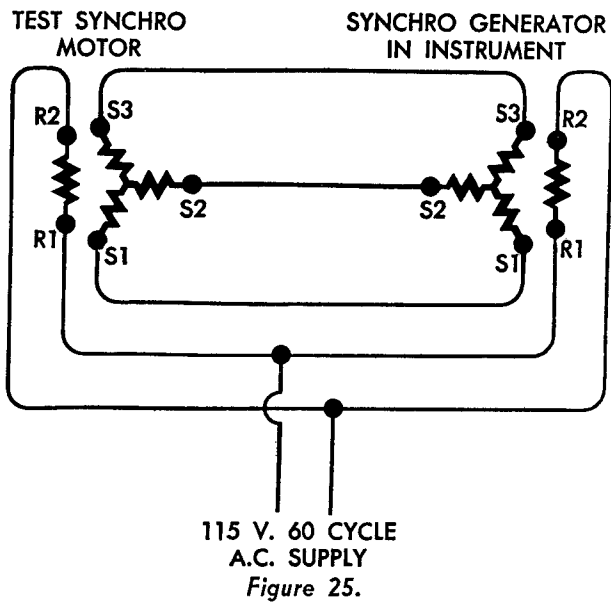 TEST SYNCHRO
MOTOR
SYNCHRO GENERATOR
IN INSTRUMENT
R2
S3
S3
R2
S2
S2
R1
S1
S1
R1
115 V. 60 CYCLE
A.C. SUPPLY
Figure 25.